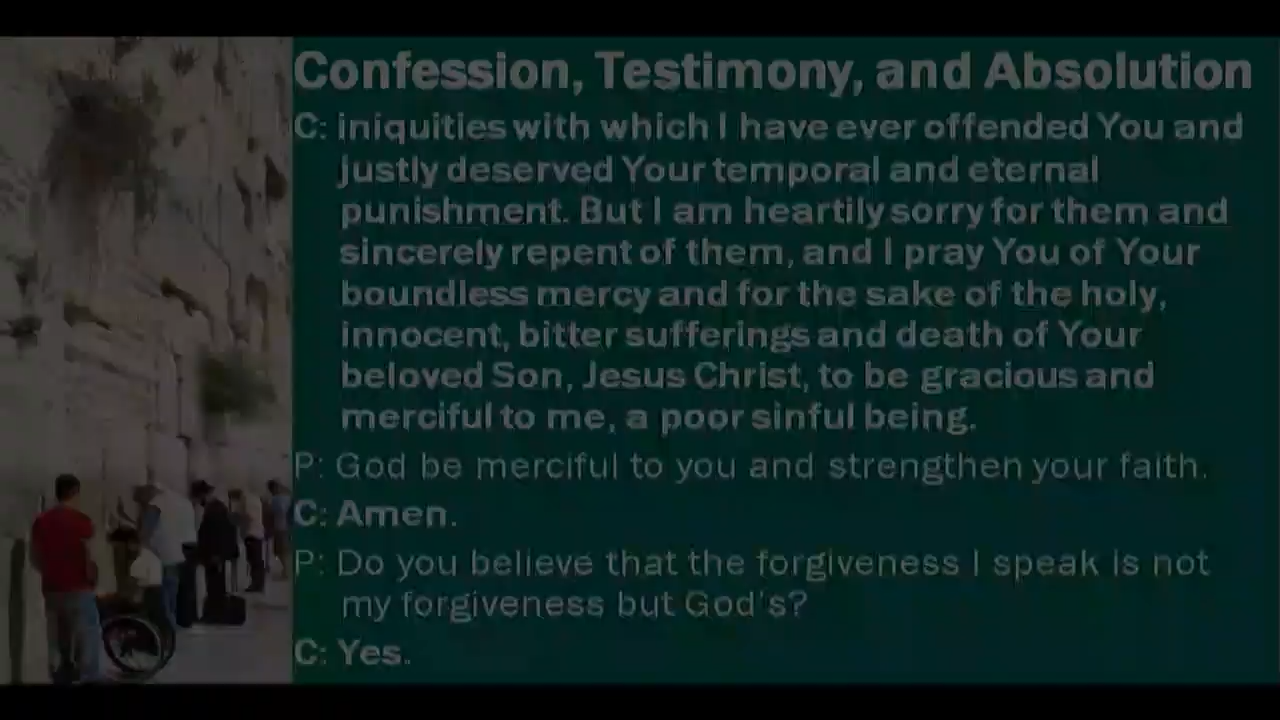 Confession, Testimony, and Absolution
C: iniquities with which I have ever offended You and
justly deserved Your temporal and eternal
punishment. But I am heartily sorry for them and
sincerely repent of them, and I pray You of Your
boundless mercy and for the sake of the holy,
innocent, bitter sufferings and death of Your
beloved Son, Jesus Christ, to be gracious and
merciful to me, a poor sinful being.
P: God be merciful to you and strengthen your faith.
C: Amen.
P: Do you believe that the forgiveness I speak is not
my forgiveness but God's?
C: Yes.